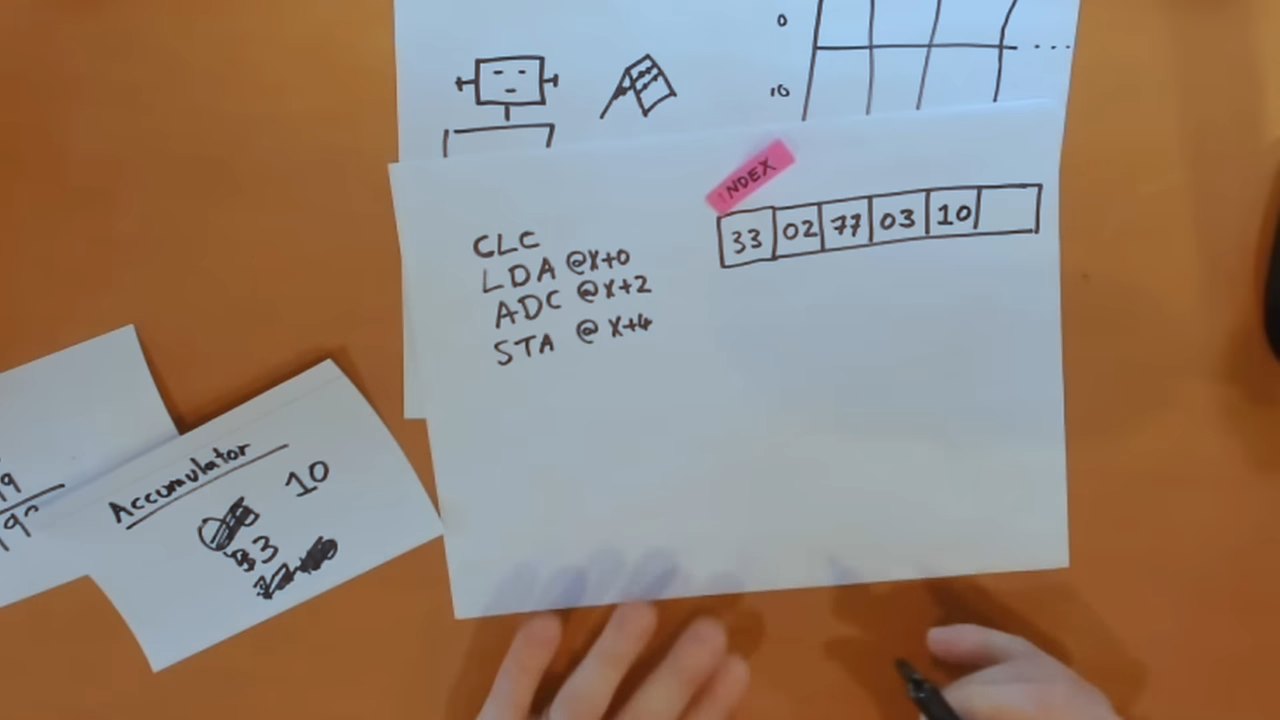 0
10
INDEX
33 02 77 03 10
CLC
LDA @X+0
ADC @X+2
STA @X+4
Accumulator
10
33